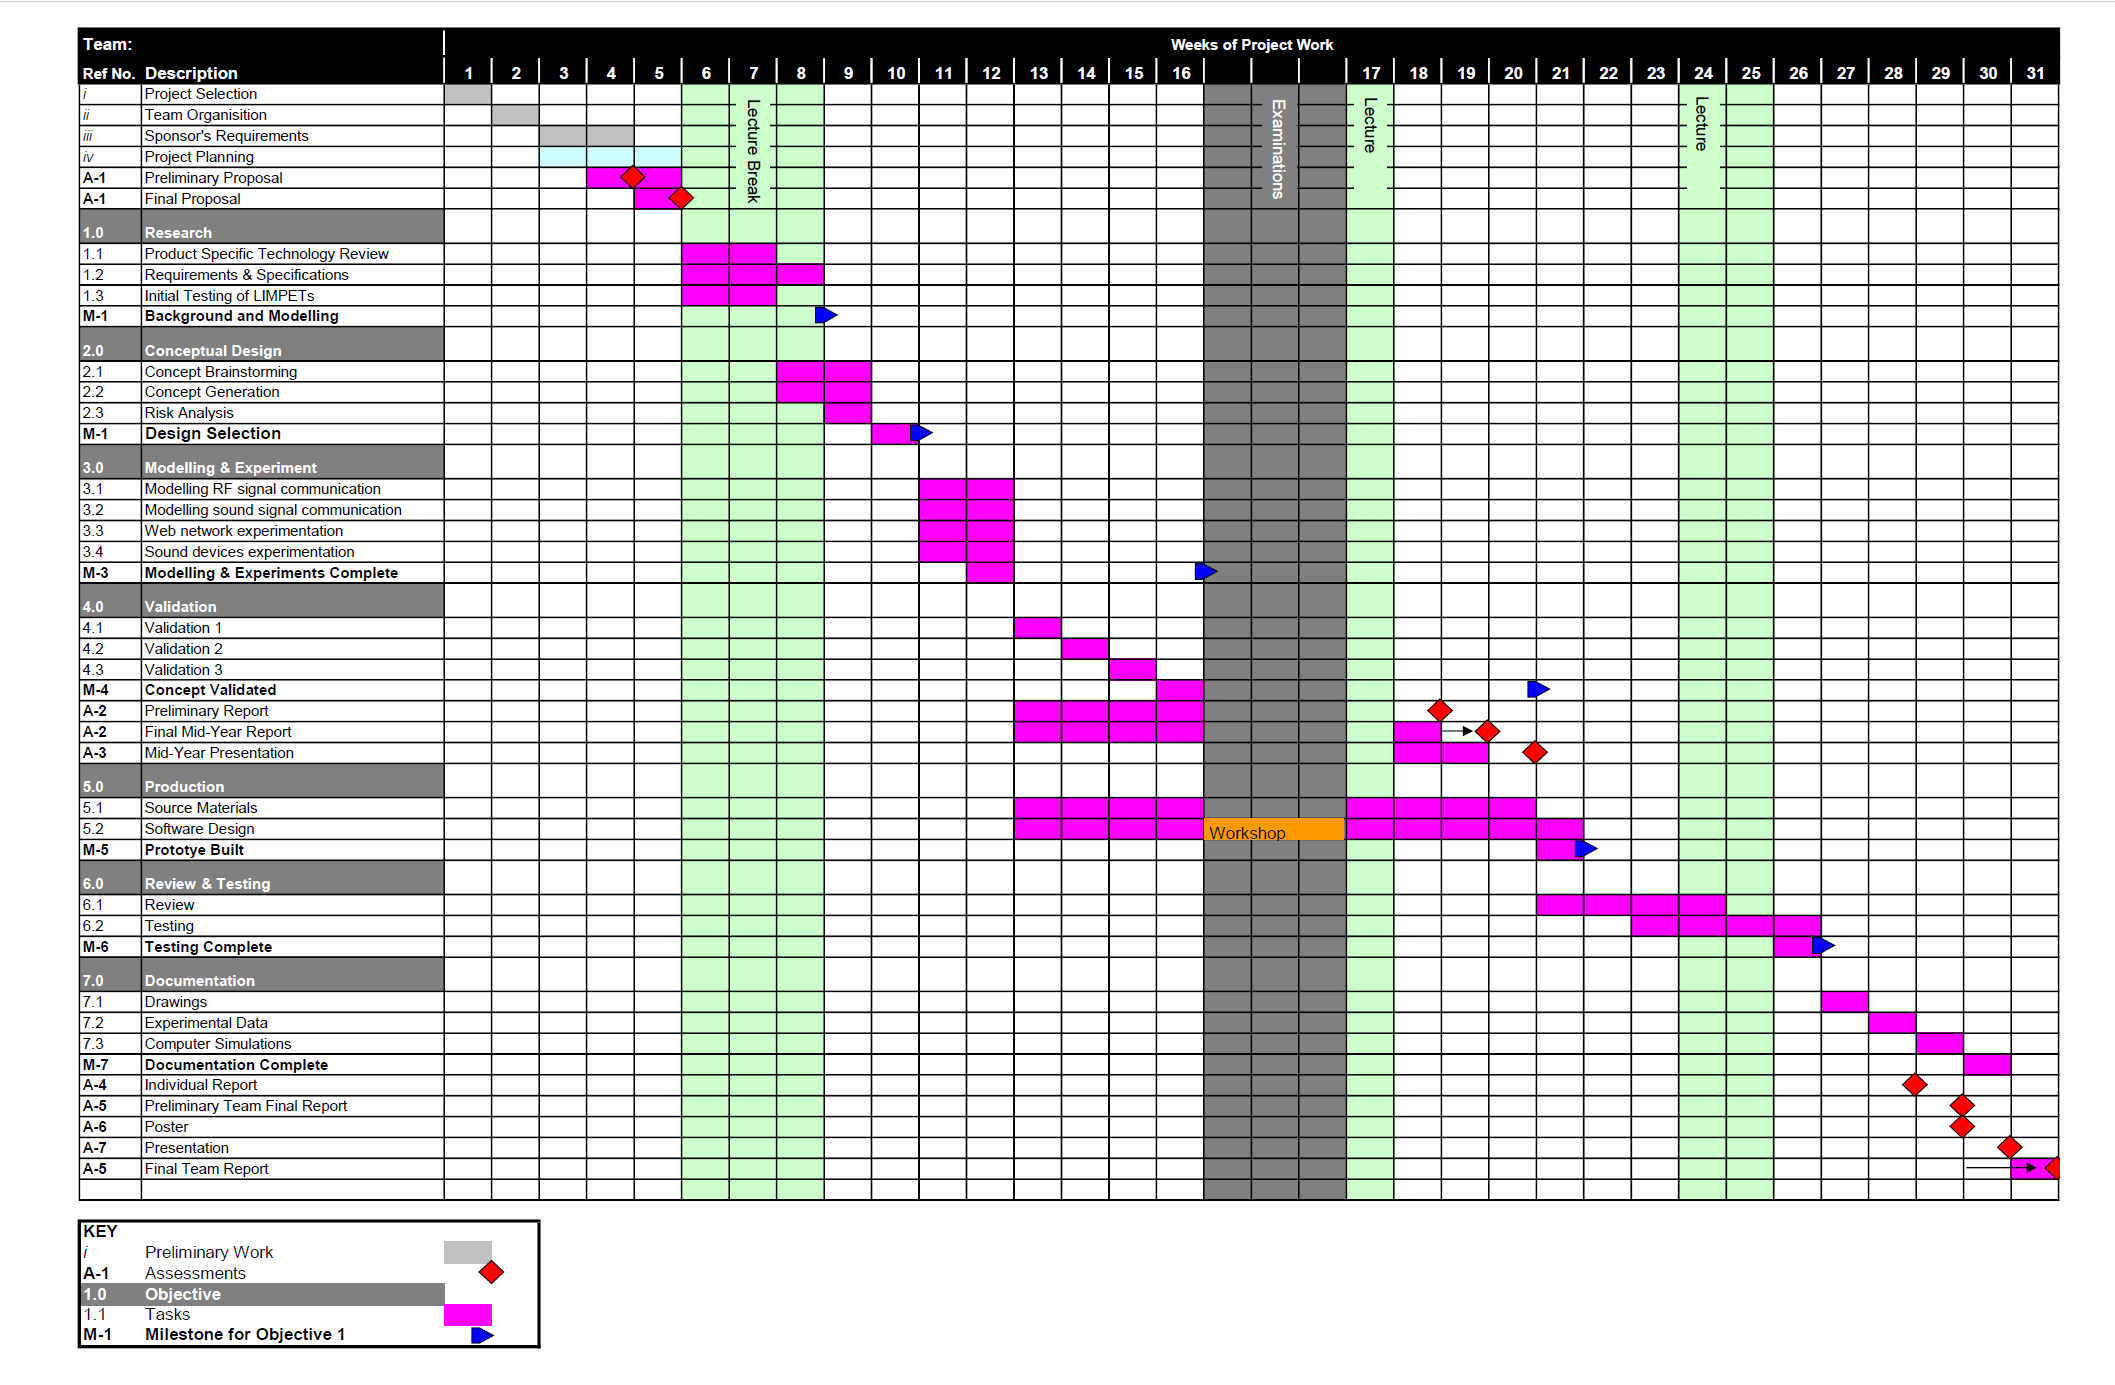 Team: Weeks of Project Work
Ref No. Description 1 2 3 4 5 6 7 8 9 10 11 12 13 14 15 16 17 18 19 20 21 22 23 24 25 26 27 28 29 30 31
i Project Selection
ii Team Organisition
iii Sponsor's Requirements
iv Project Planning
A-1 Preliminary Proposal
A-1 Final Proposal
Lecture Break
Examinations
Lecture
Lecture
1.0 Research
1.1 Product Specific Technology Review
1.2 Requirements & Specifications
1.3 Initial Testing of LIMPETs
M-1 Background and Modelling
2.0 Conceptual Design
2.1 Concept Brainstorming
2.2 Concept Generation
2.3 Risk Analysis
M-1 Design Selection
3.0 Modelling & Experiment
3.1 Modelling RF signal communication
3.2 Modelling sound signal communication
3.3 Web network experimentation
3.4 Sound devices experimentation
M-3 Modelling & Experiments Complete
4.0 Validation
4.1 Validation 1
4.2 Validation 2
4.3 Validation 3
M-4 Concept Validated
A-2 Preliminary Report
A-2 Final Mid-Year Report
A-3 Mid-Year Presentation
5.0 Production
5.1 Source Materials
5.2 Software Design Workshop
M-5 Prototye Built
6.0 Review & Testing
6.1 Review
6.2 Testing
M-6 Testing Complete
7.0 Documentation
7.1 Drawings
7.2 Experimental Data
7.3 Computer Simulations
M-7 Documentation Complete
A-4 Individual Report
A-5 Preliminary Team Final Report
A-6 Poster
A-7 Presentation
A-5 Final Team Report
KEY
i Preliminary Work
A-1 Assessments
1.0 Objective
1.1 Tasks
M-1 Milestone for Objective 1